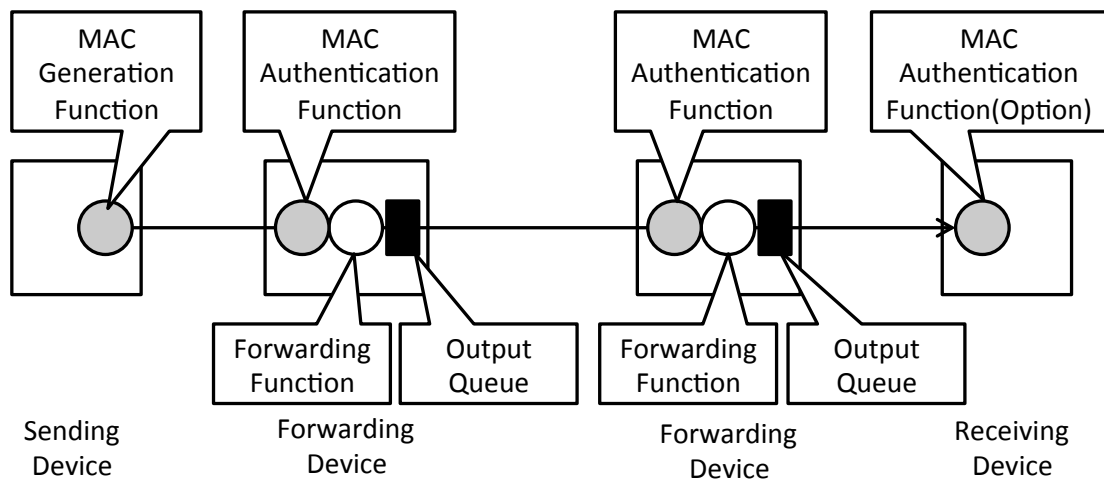 MAC
Generation
Function
MAC
Authentication
Function
MAC
Authentication
Function
MAC
Authentication
Function(Option)
Forwarding
Function
Output
Queue
Forwarding
Function
Output
Queue
Sending
Device
Forwarding
Device
Forwarding
Device
Receiving
Device